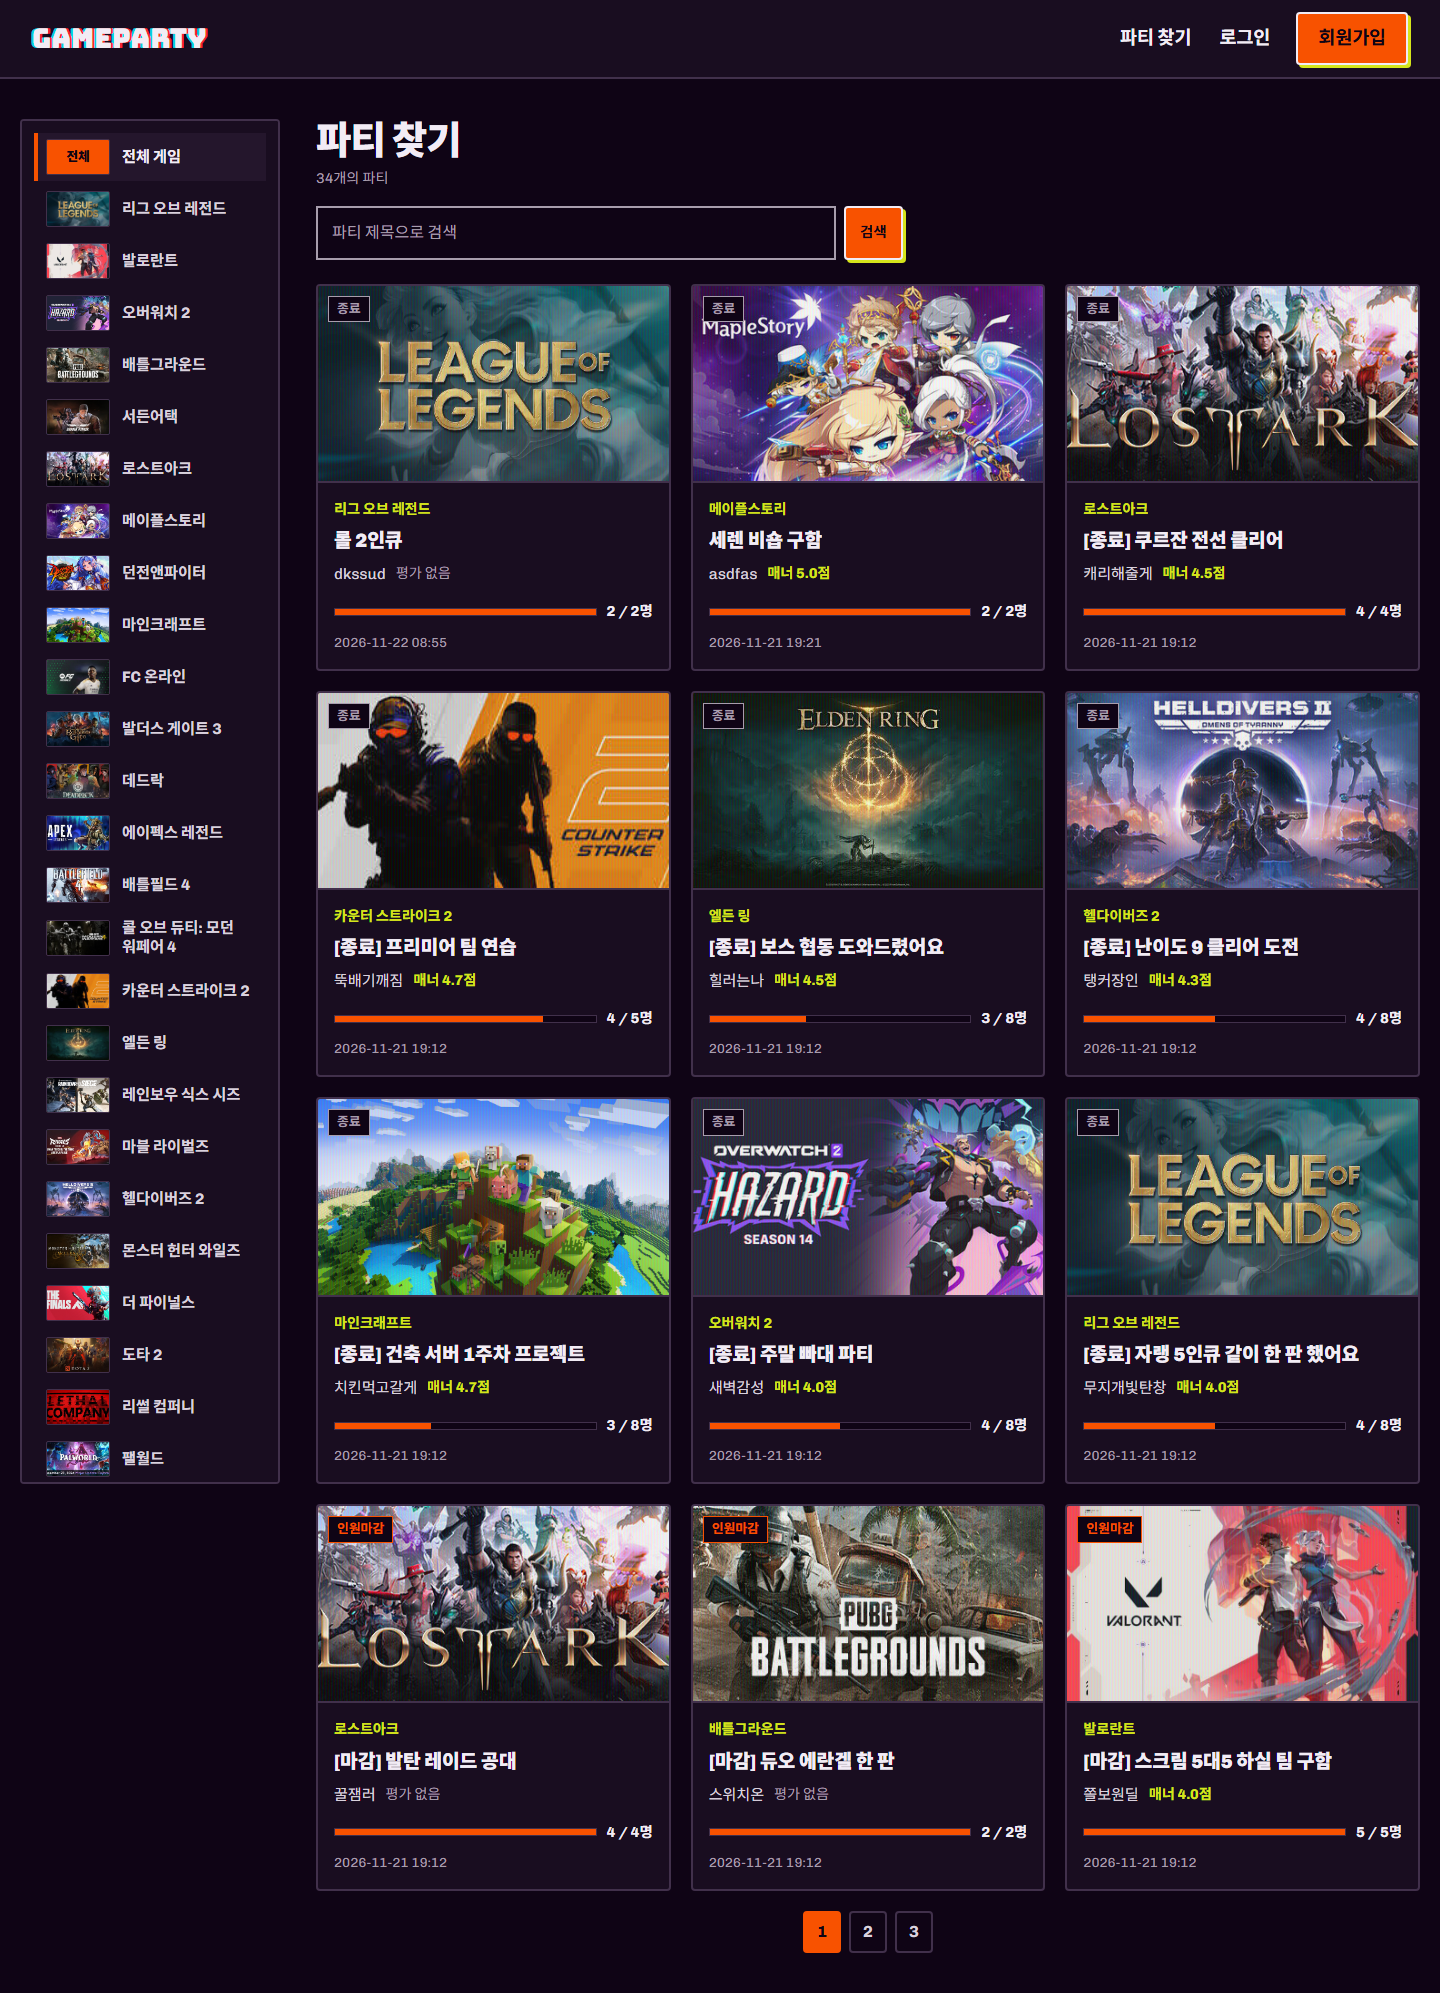 GAMEPARTY
파티 찾기
로그인
회원가입
전체
전체 게임
리그 오브 레전드
발로란트
오버워치 2
배틀그라운드
서든어택
로스트아크
메이플스토리
던전앤파이터
마인크래프트
FC 온라인
발더스 게이트 3
데드락
에이펙스 레전드
배틀필드 4
콜 오브 듀티: 모던
워페어 4
카운터 스트라이크 2
엘든 링
레인보우 식스 시즈
마블 라이벌즈
헬다이버즈 2
몬스터 헌터 와일즈
더 파이널스
도타 2
리썰 컴퍼니
팰월드
파티 찾기
34개의 파티
파티 제목으로 검색
검색
종료
LEAGUE OF
LEGENDS
리그 오브 레전드
롤 2인큐
dkssud 평가 없음
2 / 2명
2026-11-22 08:55
종료
MapleStory
메이플스토리
세렌 비숍 구함
asdfas 매너 5.0점
2 / 2명
2026-11-21 19:21
종료
LOST ARK
로스트아크
[종료] 쿠르잔 전선 클리어
캐리해줄게 매너 4.5점
4 / 4명
2026-11-21 19:12
종료
2
COUNTER
STRIKE
카운터 스트라이크 2
[종료] 프리미어 팀 연습
뚝배기깨짐 매너 4.7점
4 / 5명
2026-11-21 19:12
종료
ELDEN RING
엘든 링
[종료] 보스 협동 도와드렸어요
힐러는나 매너 4.5점
3 / 8명
2026-11-21 19:12
종료
HELLDIVERS II
OMENS OF TYRANNY
헬다이버즈 2
[종료] 난이도 9 클리어 도전
탱커장인 매너 4.3점
4 / 8명
2026-11-21 19:12
종료
마인크래프트
[종료] 건축 서버 1주차 프로젝트
치킨먹고갈게 매너 4.7점
3 / 8명
2026-11-21 19:12
종료
OVERWATCH 2
HAZARD
SEASON 14
오버워치 2
[종료] 주말 빠대 파티
새벽감성 매너 4.0점
4 / 8명
2026-11-21 19:12
종료
LEAGUE OF
LEGENDS
리그 오브 레전드
[종료] 자랭 5인큐 같이 한 판 했어요
무지개빛탄창 매너 4.0점
4 / 8명
2026-11-21 19:12
인원마감
LOST ARK
로스트아크
[마감] 발탄 레이드 공대
꿀잼러 평가 없음
4 / 4명
2026-11-21 19:12
인원마감
PUBG
BATTLEGROUNDS
배틀그라운드
[마감] 듀오 에란겔 한 판
스위치온 평가 없음
2 / 2명
2026-11-21 19:12
인원마감
VALORANT
발로란트
[마감] 스크림 5대5 하실 팀 구함
쫄보원딜 매너 4.0점
5 / 5명
2026-11-21 19:12
1
2
3